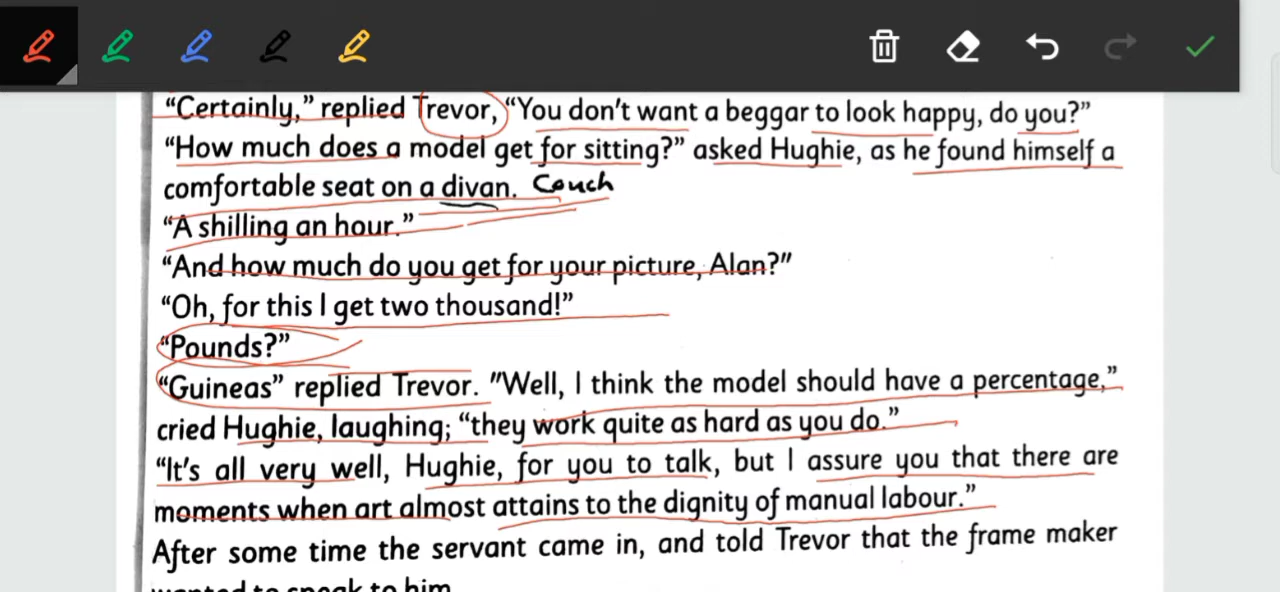 “Certainly,” replied Trevor, “You don't want a beggar to look happy, do you?”
“How much does a model get for sitting?” asked Hughie, as he found himself a
comfortable seat on a divan. Couch
“A shilling an hour.”
“And how much do you get for your picture, Alan?”
“Oh, for this I get two thousand!”
“Pounds?”
“Guineas” replied Trevor. "Well, I think the model should have a percentage,”
cried Hughie, laughing; “they work quite as hard as you do.”
“It's all very well, Hughie, for you to talk, but I assure you that there are
moments when art almost attains to the dignity of manual labour.”
After some time the servant came in, and told Trevor that the frame maker
wanted to speak to him